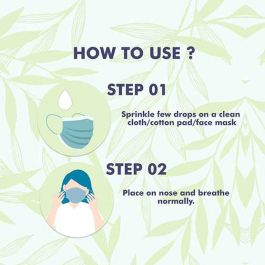 HOW TO USE ?
STEP 01
Sprinkle few drops on a clean
cloth/cotton pad/face mask
STEP 02
Place on nose and breathe
normally.